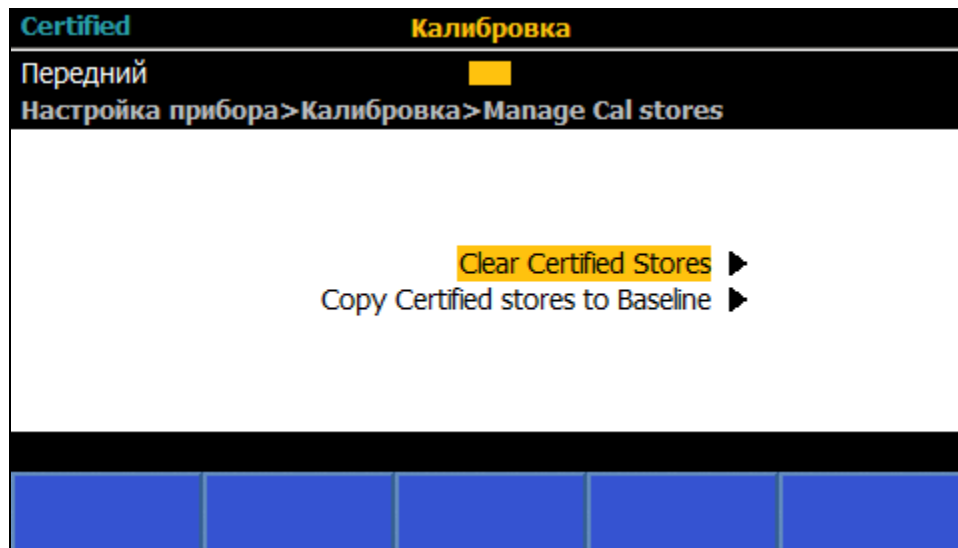 Certified Калибровка
Передний
Настройка прибора>Калибровка>Manage Cal stores
Clear Certified Stores
Copy Certified stores to Baseline